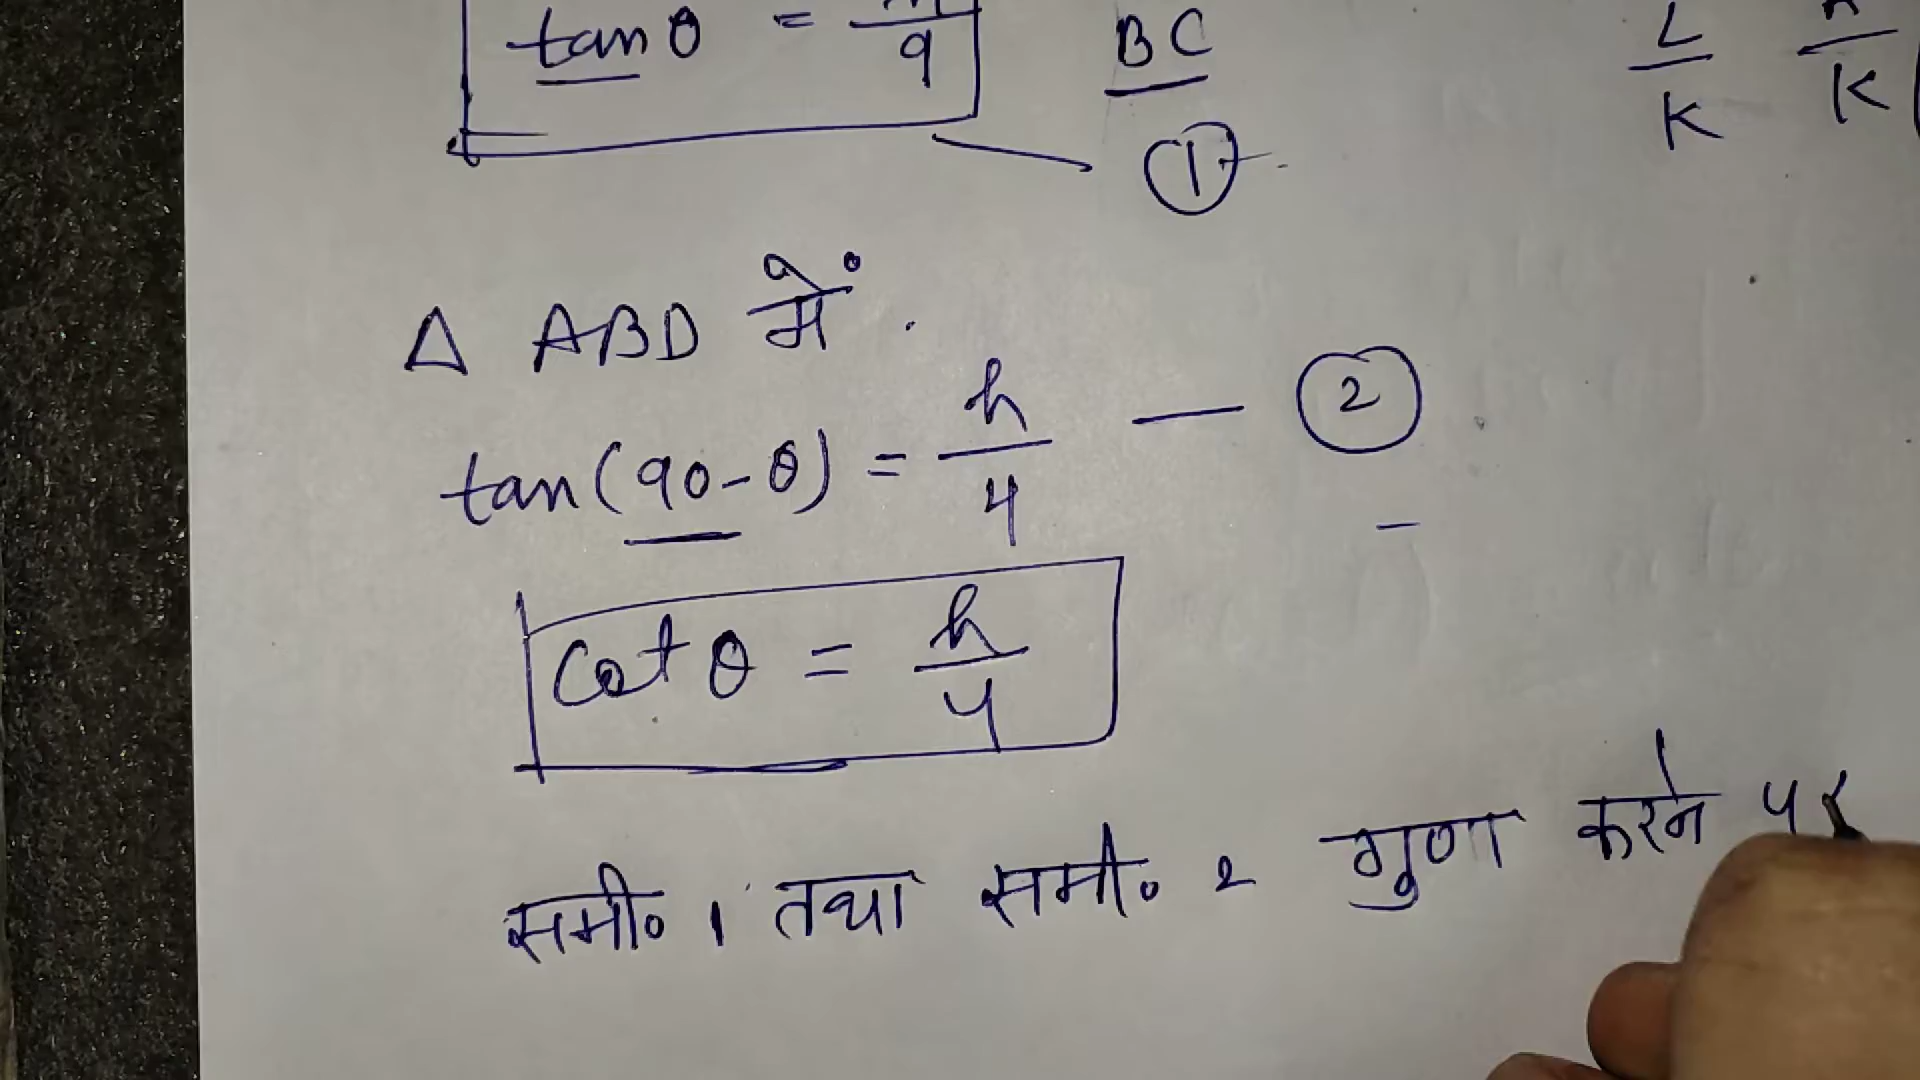 tanθ = h/9 BC L/K
K
①
Δ ABD में.
tan(90-θ) = h/4 — ②
cotθ = h/4
समी० 1 तथा समी० 2 गुणा करने पर